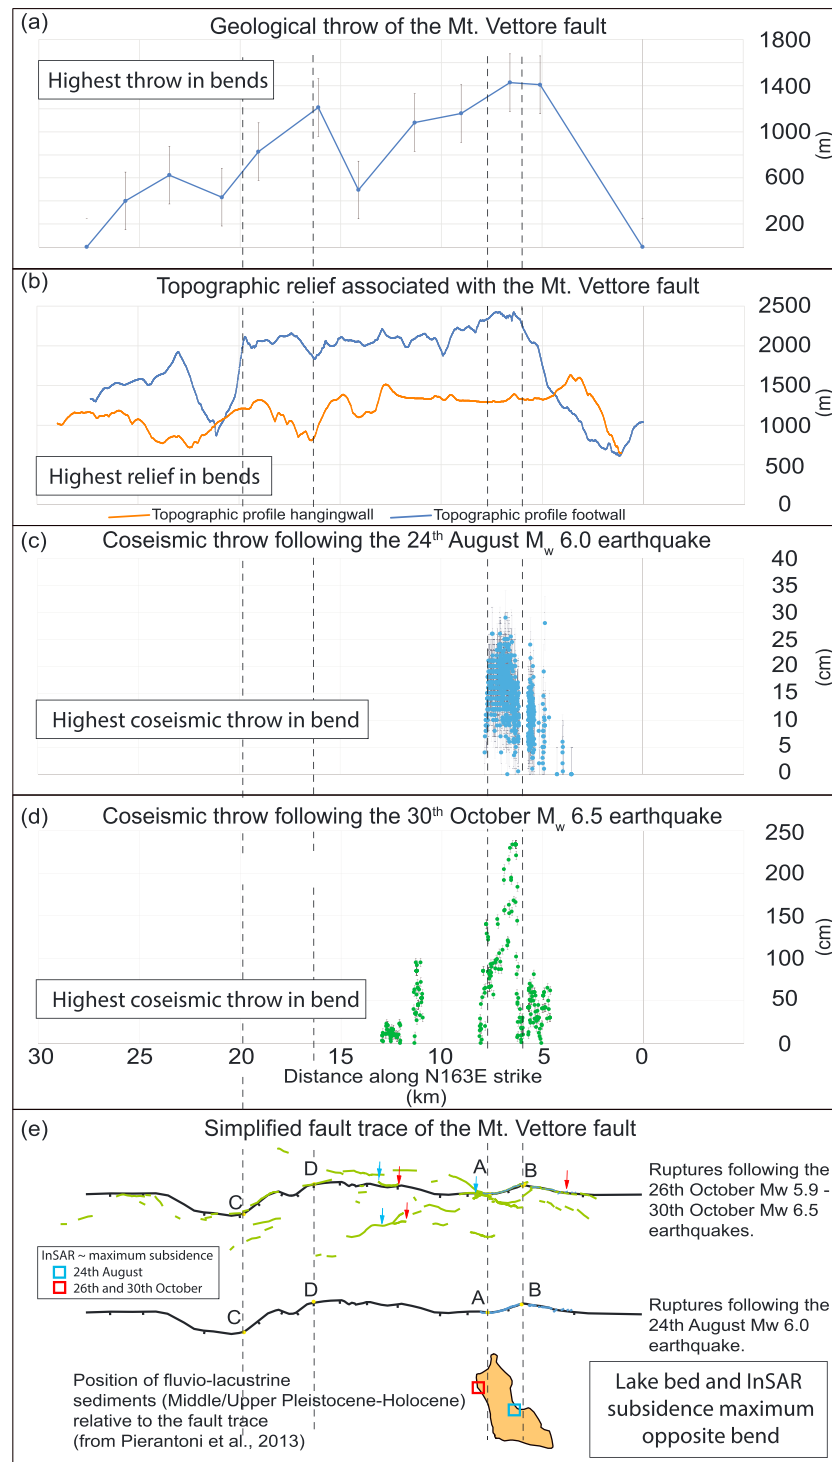 (a)
Geological throw of the Mt. Vettore fault
Highest throw in bends
1800
1400
1000
600
200
(m)
(b)
Topographic relief associated with the Mt. Vettore fault
2500
2000
1500
1000
500
0
(m)
Highest relief in bends
Topographic profile hangingwall
Topographic profile footwall
(c)
Coseismic throw following the 24th August Mw 6.0 earthquake
40
35
30
25
20
15
10
5
0
(cm)
Highest coseismic throw in bend
(d)
Coseismic throw following the 30th October Mw 6.5 earthquake
250
200
150
100
50
0
(cm)
Highest coseismic throw in bend
30 20 15 10 5 0
Distance along N163E strike
(km)
(e)
Simplified fault trace of the Mt. Vettore fault
C D A B
Ruptures following the
26th October Mw 5.9 -
30th October Mw 6.5
earthquakes.
InSAR ~ maximum subsidence
24th August
26th and 30th October
C D A B
Ruptures following the
24th August Mw 6.0
earthquake.
Position of fluvio-lacustrine
sediments (Middle/Upper Pleistocene-Holocene)
relative to the fault trace
(from Pierantoni et al., 2013)
Lake bed and InSAR
subsidence maximum
opposite bend